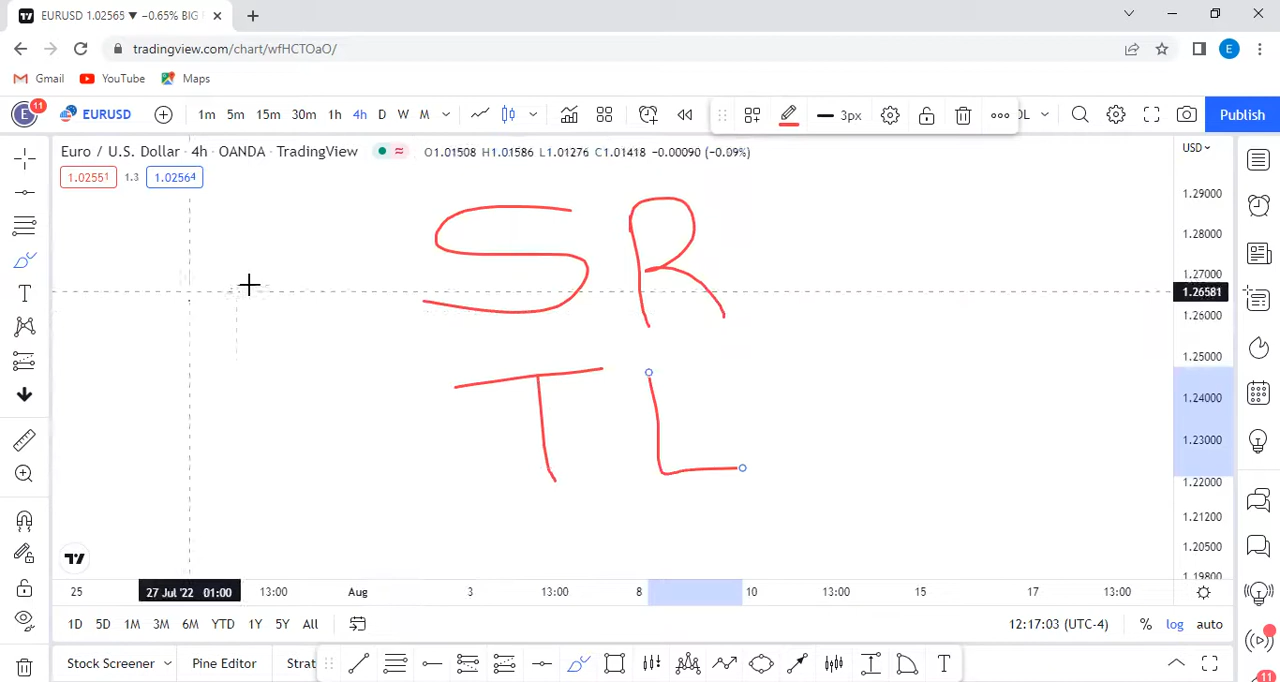 EURUSD 1.02565 ▼ −0.65% BIG
tradingview.com/chart/wfHCTOaO/
E
Gmail YouTube Maps
E 11 EURUSD 1m 5m 15m 30m 1h 4h D W M 3px OL Publish
Euro / U.S. Dollar · 4h · OANDA · TradingView O1.01508 H1.01586 L1.01276 C1.01418 −0.00090 (−0.09%) USD
1.02551 1.3 1.02564
1.29000
1.28000
1.27000
1.26581
1.26000
1.25000
1.24000
1.23000
1.22000
1.21200
1.20500
1.19800
S R
T L
25 27 Jul '22 01:00 13:00 Aug 3 13:00 8 10 13:00 15 17 13:00
1D 5D 1M 3M 6M YTD 1Y 5Y All 12:17:03 (UTC-4) % log auto
Stock Screener Pine Editor Strat T
11